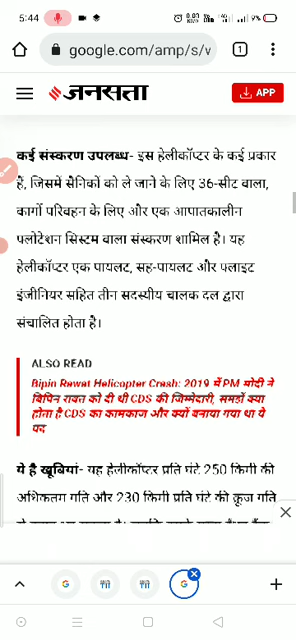 5:44
9%
google.com/amp/s/v
1
जनसत्ता
APP
कई संस्करण उपलब्ध- इस हेलीकॉप्टर के कई प्रकार
हैं, जिसमें सैनिकों को ले जाने के लिए 36-सीट वाला,
कार्गो परिवहन के लिए और एक आपातकालीन
फ्लोटेशन सिस्टम वाला संस्करण शामिल है। यह
हेलीकॉप्टर एक पायलट, सह-पायलट और फ्लाइट
इंजीनियर सहित तीन सदस्यीय चालक दल द्वारा
संचालित होता है।
ALSO READ
Bipin Rawat Helicopter Crash: 2019 में PM मोदी ने
बिपिन रावत को दी थी CDS की जिम्मेदारी, समझें क्या
होता है CDS का कामकाज और क्यों बनाया गया था ये
पद
ये है खूबियां- यह हेलीकॉप्टर प्रति घंटे 250 किमी की
अधिकतम गति और 230 किमी प्रति घंटे की क्रूज गति